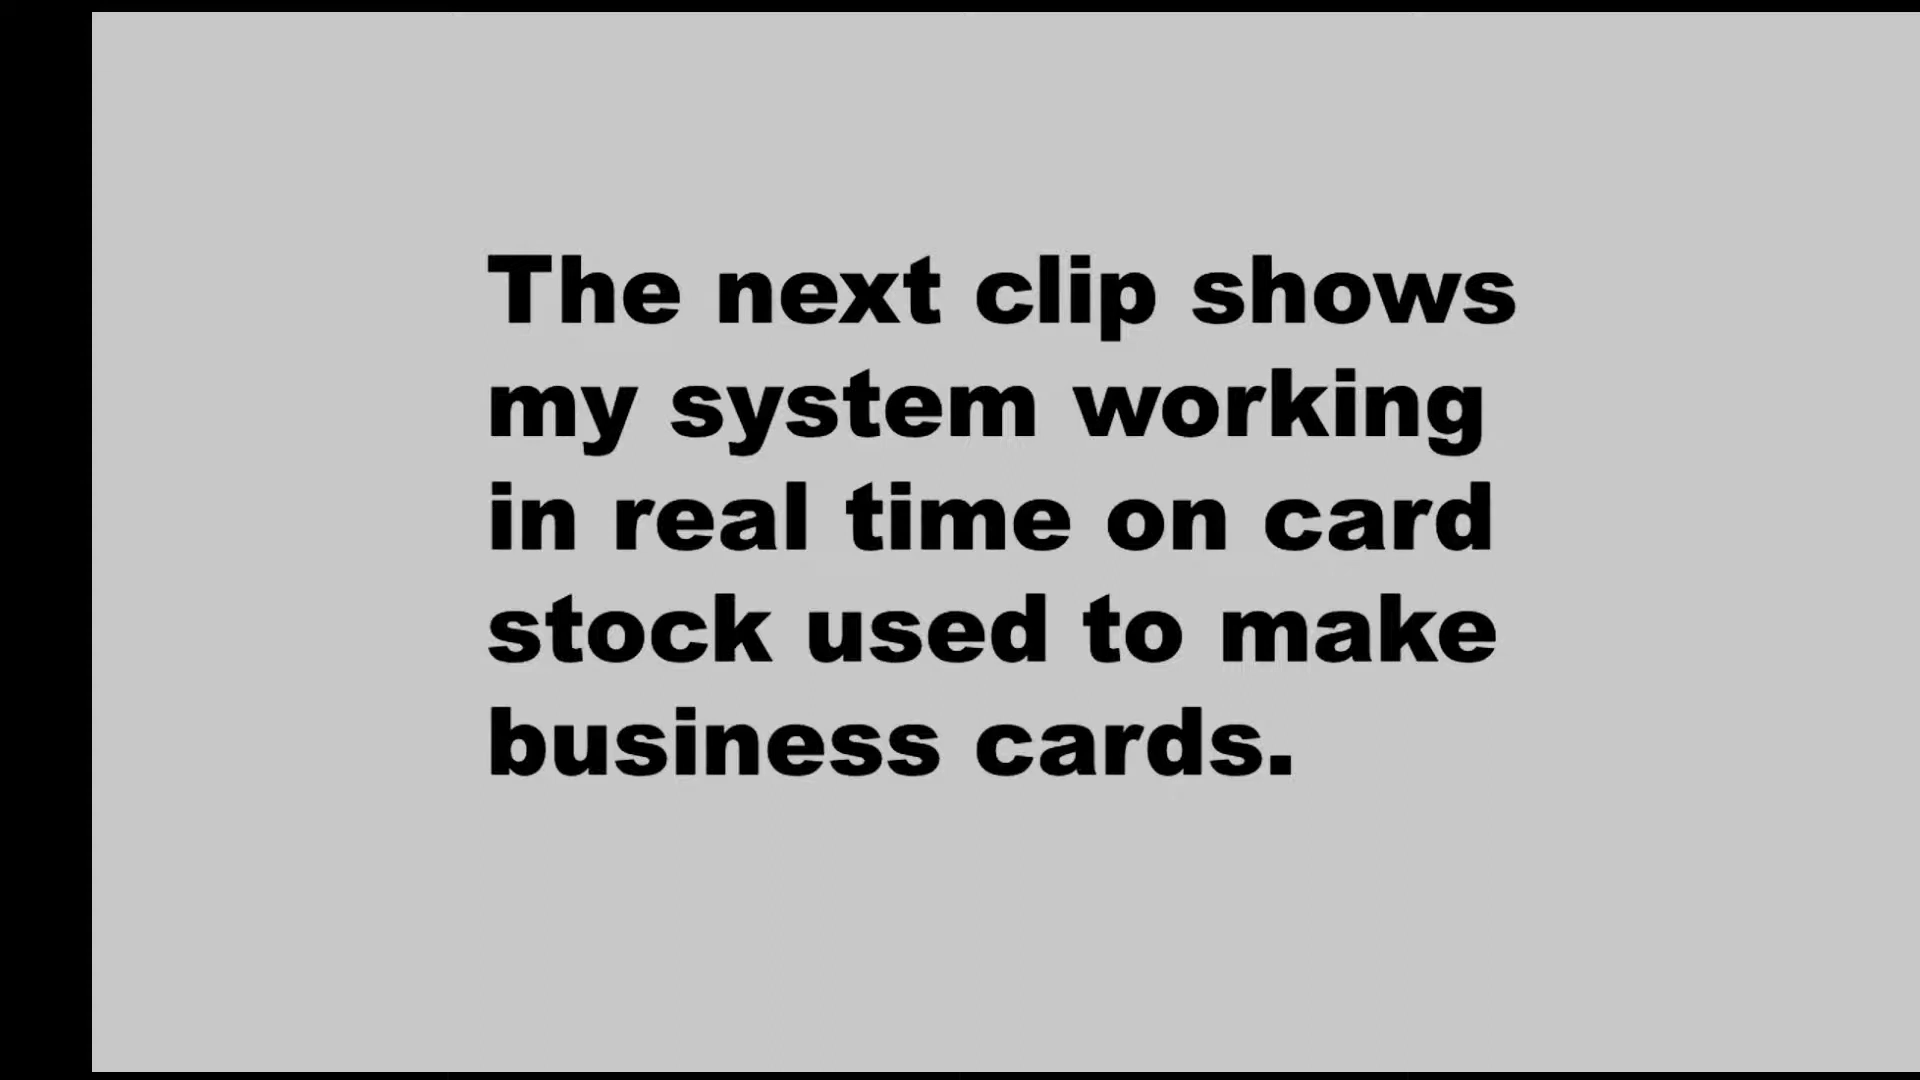 The next clip shows
my system working
in real time on card
stock used to make
business cards.